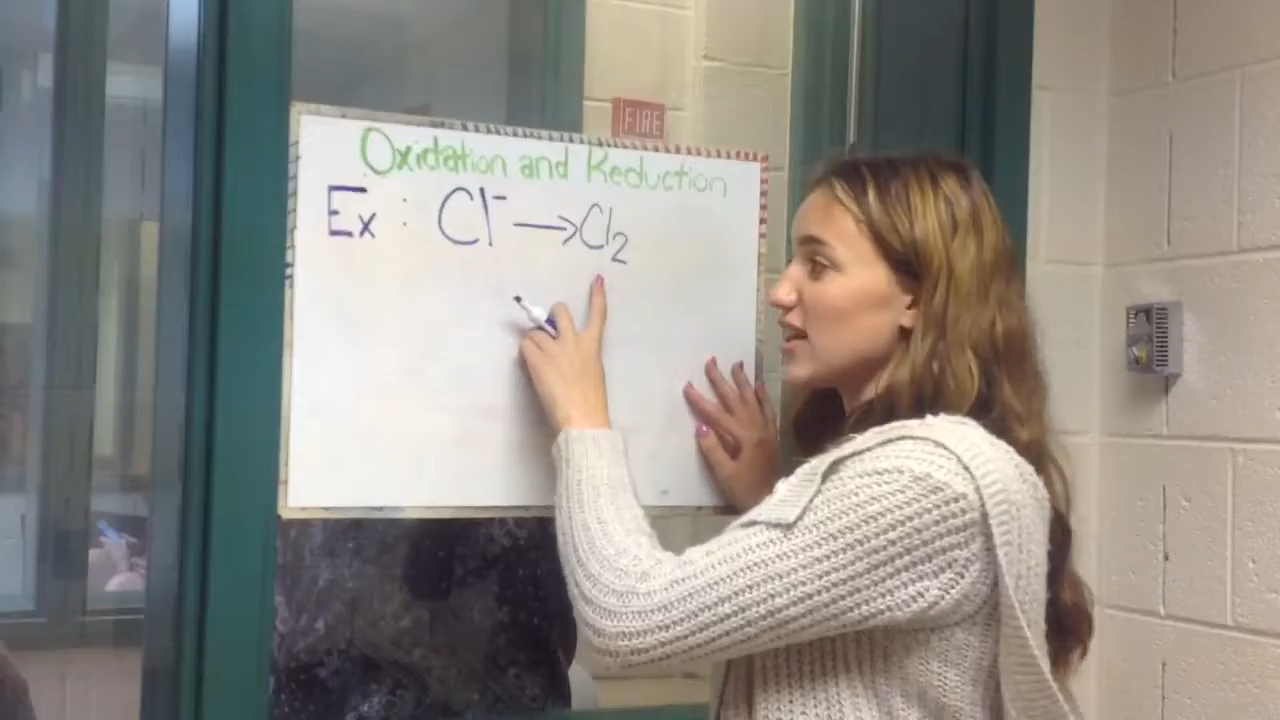 FIRE
Oxidation and Reduction
Ex : Cl⁻ → Cl₂